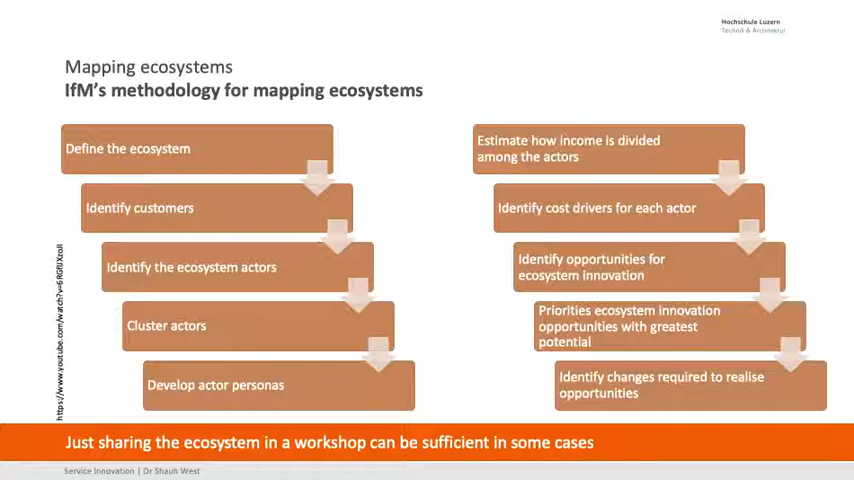 Hochschule Luzern
Technik & Architektur
Mapping ecosystems
IfM's methodology for mapping ecosystems
Define the ecosystem
Identify customers
Identify the ecosystem actors
Cluster actors
Develop actor personas
Estimate how income is divided
among the actors
Identify cost drivers for each actor
Identify opportunities for
ecosystem innovation
Priorities ecosystem innovation
opportunities with greatest
potential
Identify changes required to realise
opportunities
Just sharing the ecosystem in a workshop can be sufficient in some cases
Service Innovation | Dr Shaun West